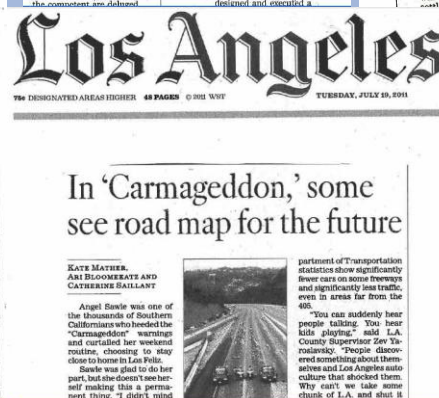 the competent are deluged
designed and executed a
Los Angeles
75¢ DESIGNATED AREAS HIGHER 48 PAGES © 2011 WST
TUESDAY, JULY 19, 2011
In ‘Carmageddon,’ some
see road map for the future
KATE MATHER,
ARI BLOOMEKATZ AND
CATHERINE SAILLANT
Angel Sawle was one of
the thousands of Southern
Californians who heeded the
“Carmageddon” warnings
and curtailed her weekend
routine, choosing to stay
close to home in Los Feliz.
Sawle was glad to do her
part, but she doesn’t see her-
self making this a perma-
nent thing. “I didn’t mind
partment of Transportation
statistics show significantly
fewer cars on some freeways
and significantly less traffic,
even in areas far from the
405.
“You can suddenly hear
people talking. You hear
kids playing,” said L.A.
County Supervisor Zev Ya-
roslavsky. “People discov-
ered something about them-
selves and Los Angeles auto
culture that shocked them.
Why can’t we take some
chunk of L.A. and shut it